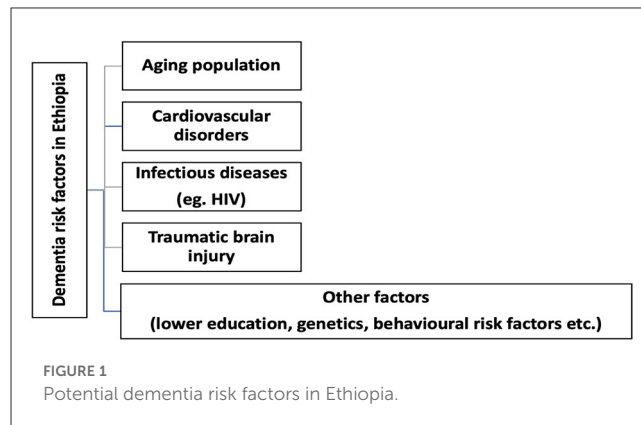 Dementia risk factors in Ethiopia
Aging population
Cardiovascular
disorders
Infectious diseases
(eg. HIV)
Traumatic brain
injury
Other factors
(lower education, genetics, behavioural risk factors etc.)
FIGURE 1
Potential dementia risk factors in Ethiopia.